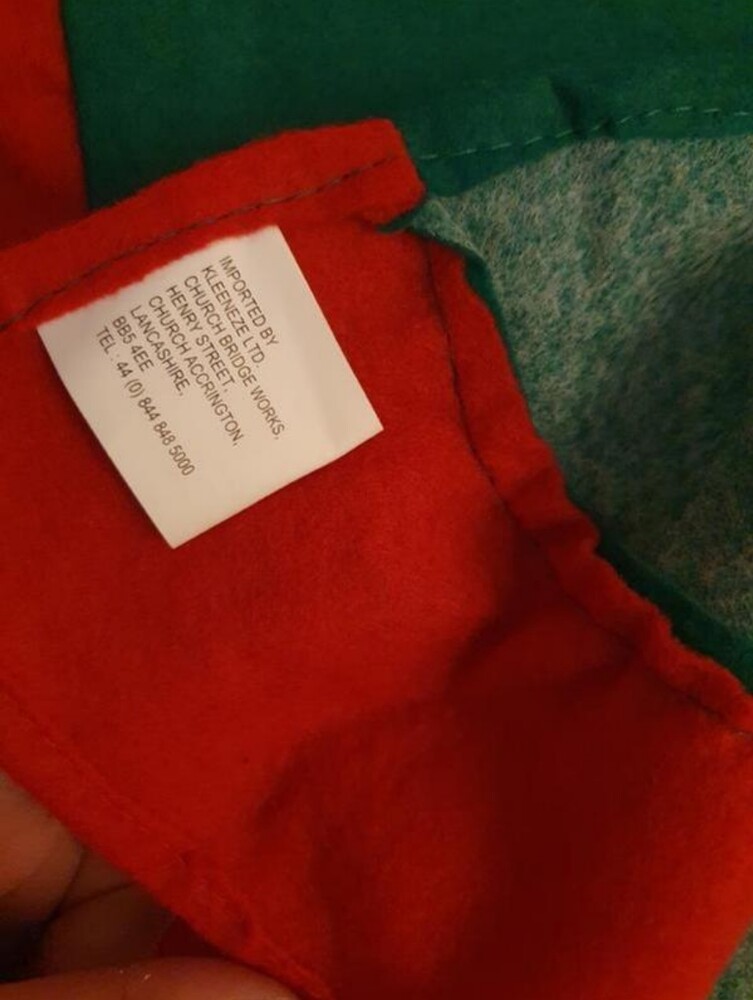 IMPORTED BY
KLEENEZE LTD.
CHURCH BRIDGE WORKS,
HENRY STREET,
CHURCH ACCRINGTON,
LANCASHIRE,
BB5 4EE
TEL : 44 (0) 844 848 5000